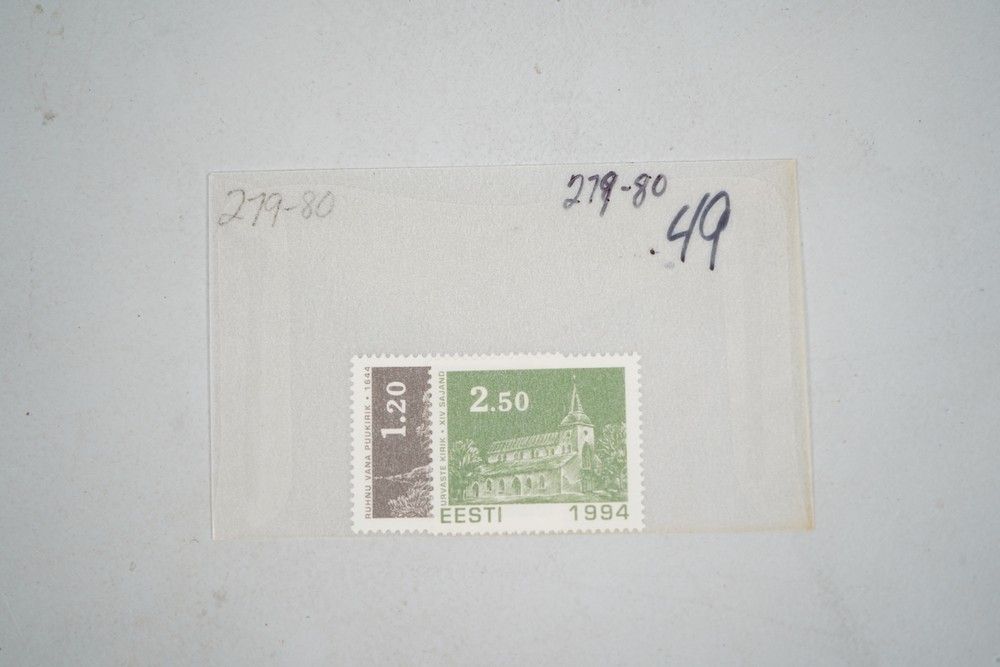 279-80
279-80
.49
RUHNU VANA PUUKIRIK • 1644
1.20
URVASTE KIRIK • XIV SAJAND
2.50
EESTI 1994